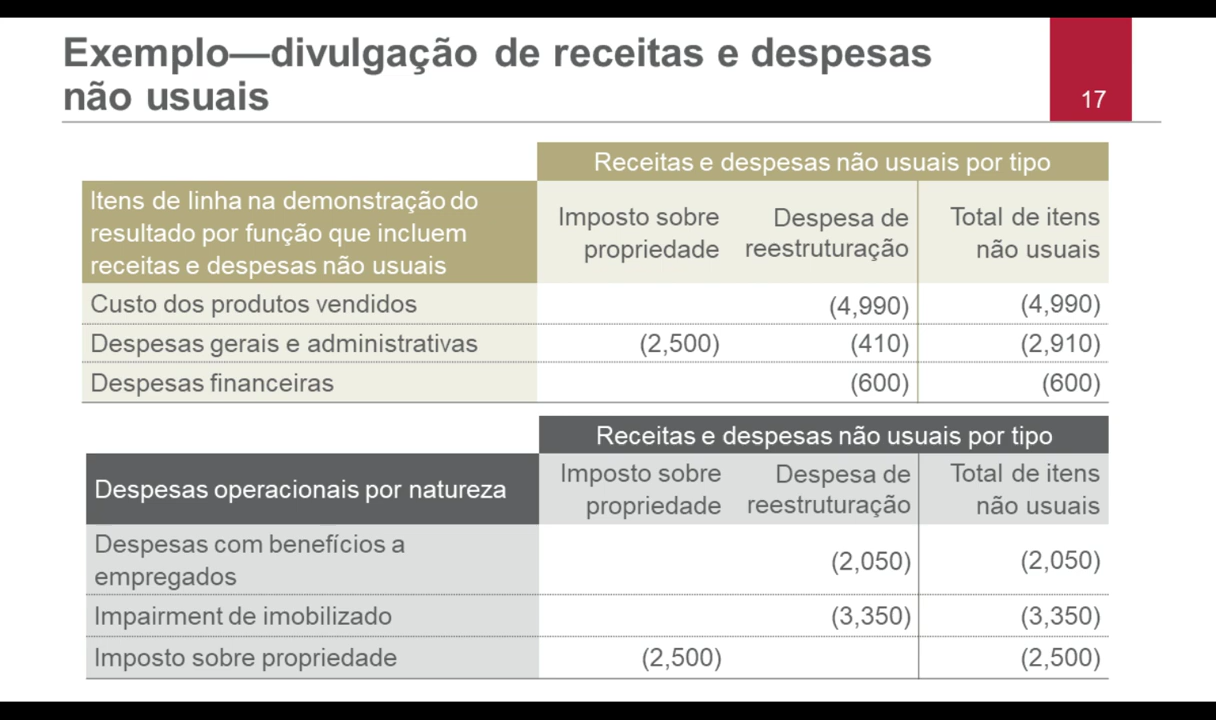 Exemplo—divulgação de receitas e despesas
não usuais
17
Receitas e despesas não usuais por tipo
Itens de linha na demonstração do
resultado por função que incluem
receitas e despesas não usuais
Imposto sobre
propriedade
Despesa de
reestruturação
Total de itens
não usuais
Custo dos produtos vendidos (4,990) (4,990)
Despesas gerais e administrativas (2,500) (410) (2,910)
Despesas financeiras (600) (600)
Receitas e despesas não usuais por tipo
Despesas operacionais por natureza
Imposto sobre
propriedade
Despesa de
reestruturação
Total de itens
não usuais
Despesas com benefícios a
empregados
(2,050) (2,050)
Impairment de imobilizado (3,350) (3,350)
Imposto sobre propriedade (2,500) (2,500)